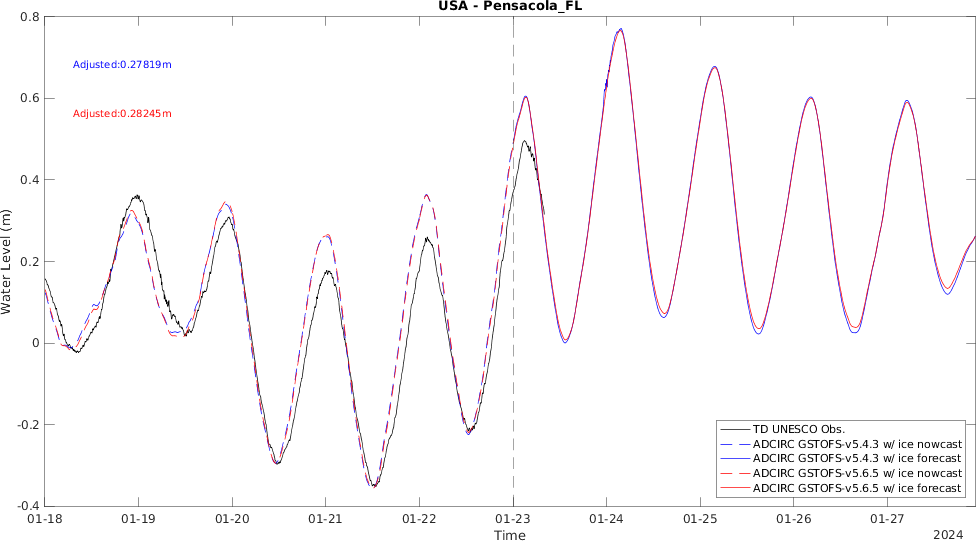 USA - Pensacola_FL
Adjusted:0.27819m
Adjusted:0.28245m
Water Level (m)
0.8
0.6
0.4
0.2
0
-0.2
-0.4
TD UNESCO Obs.
ADCIRC GSTOFS-v5.4.3 w/ ice nowcast
ADCIRC GSTOFS-v5.4.3 w/ ice forecast
ADCIRC GSTOFS-v5.6.5 w/ ice nowcast
ADCIRC GSTOFS-v5.6.5 w/ ice forecast
01-18 01-19 01-20 01-21 01-22 01-23 01-24 01-25 01-26 01-27
Time
2024